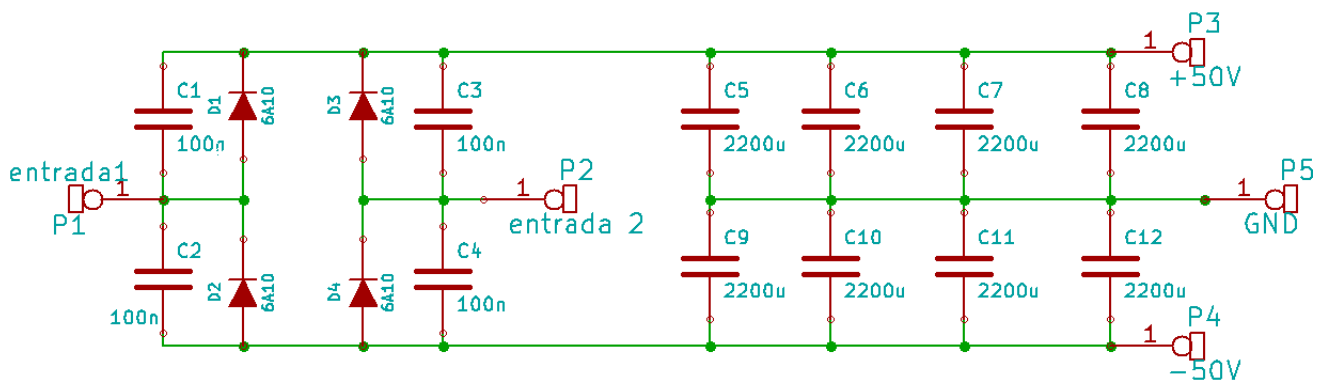 P3
1
+50V
C1
D1
6A10
100n
D3
6A10
C3
100n
C5
2200u
C6
2200u
C7
2200u
C8
2200u
entrada1
1
P1
P2
1
entrada 2
P5
1
GND
C2
100n
D2
6A10
D4
6A10
C4
100n
C9
2200u
C10
2200u
C11
2200u
C12
2200u
P4
1
-50V